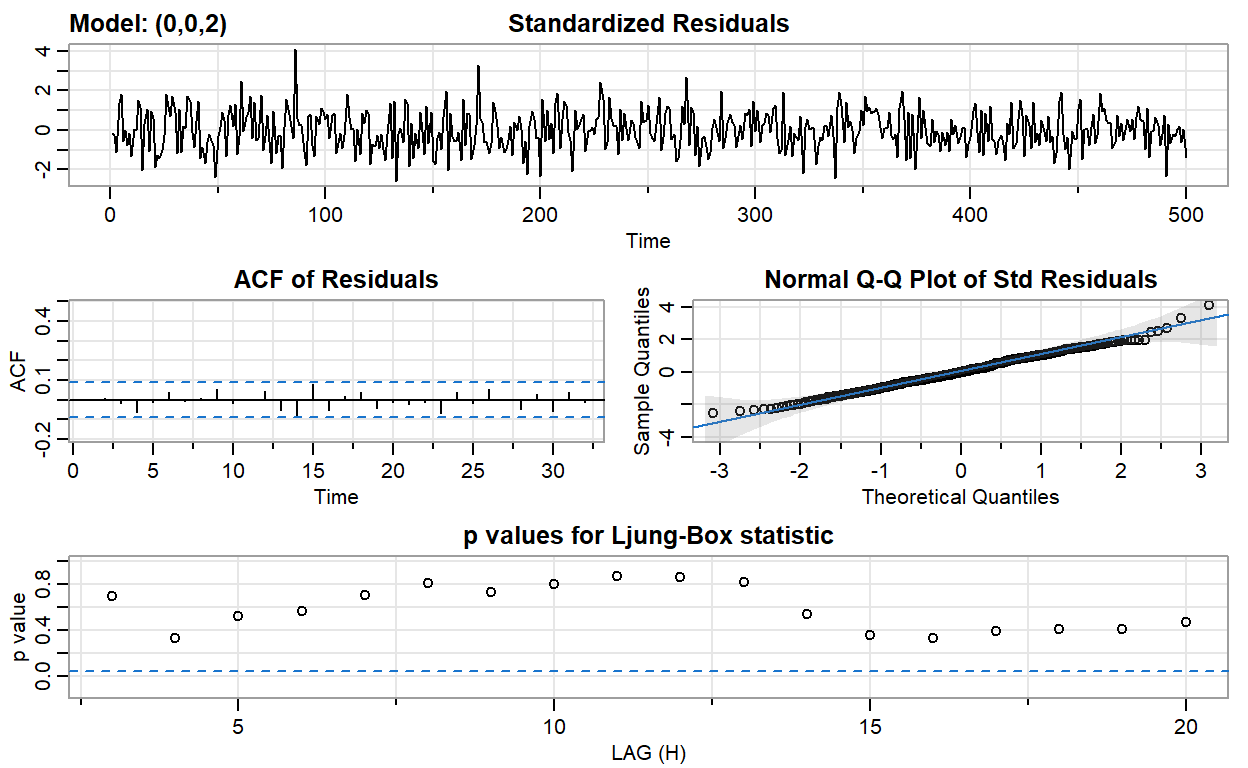 Model: (0,0,2) Standardized Residuals
4
2
0
-2
0 100 200 300 400 500
Time
ACF of Residuals
ACF
0.4
0.1
-0.2
0 5 10 15 20 25 30
Time
Normal Q-Q Plot of Std Residuals
Sample Quantiles
4
2
0
-4
-3 -2 -1 0 1 2 3
Theoretical Quantiles
p values for Ljung-Box statistic
p value
0.8
0.4
0.0
5 10 15 20
LAG (H)